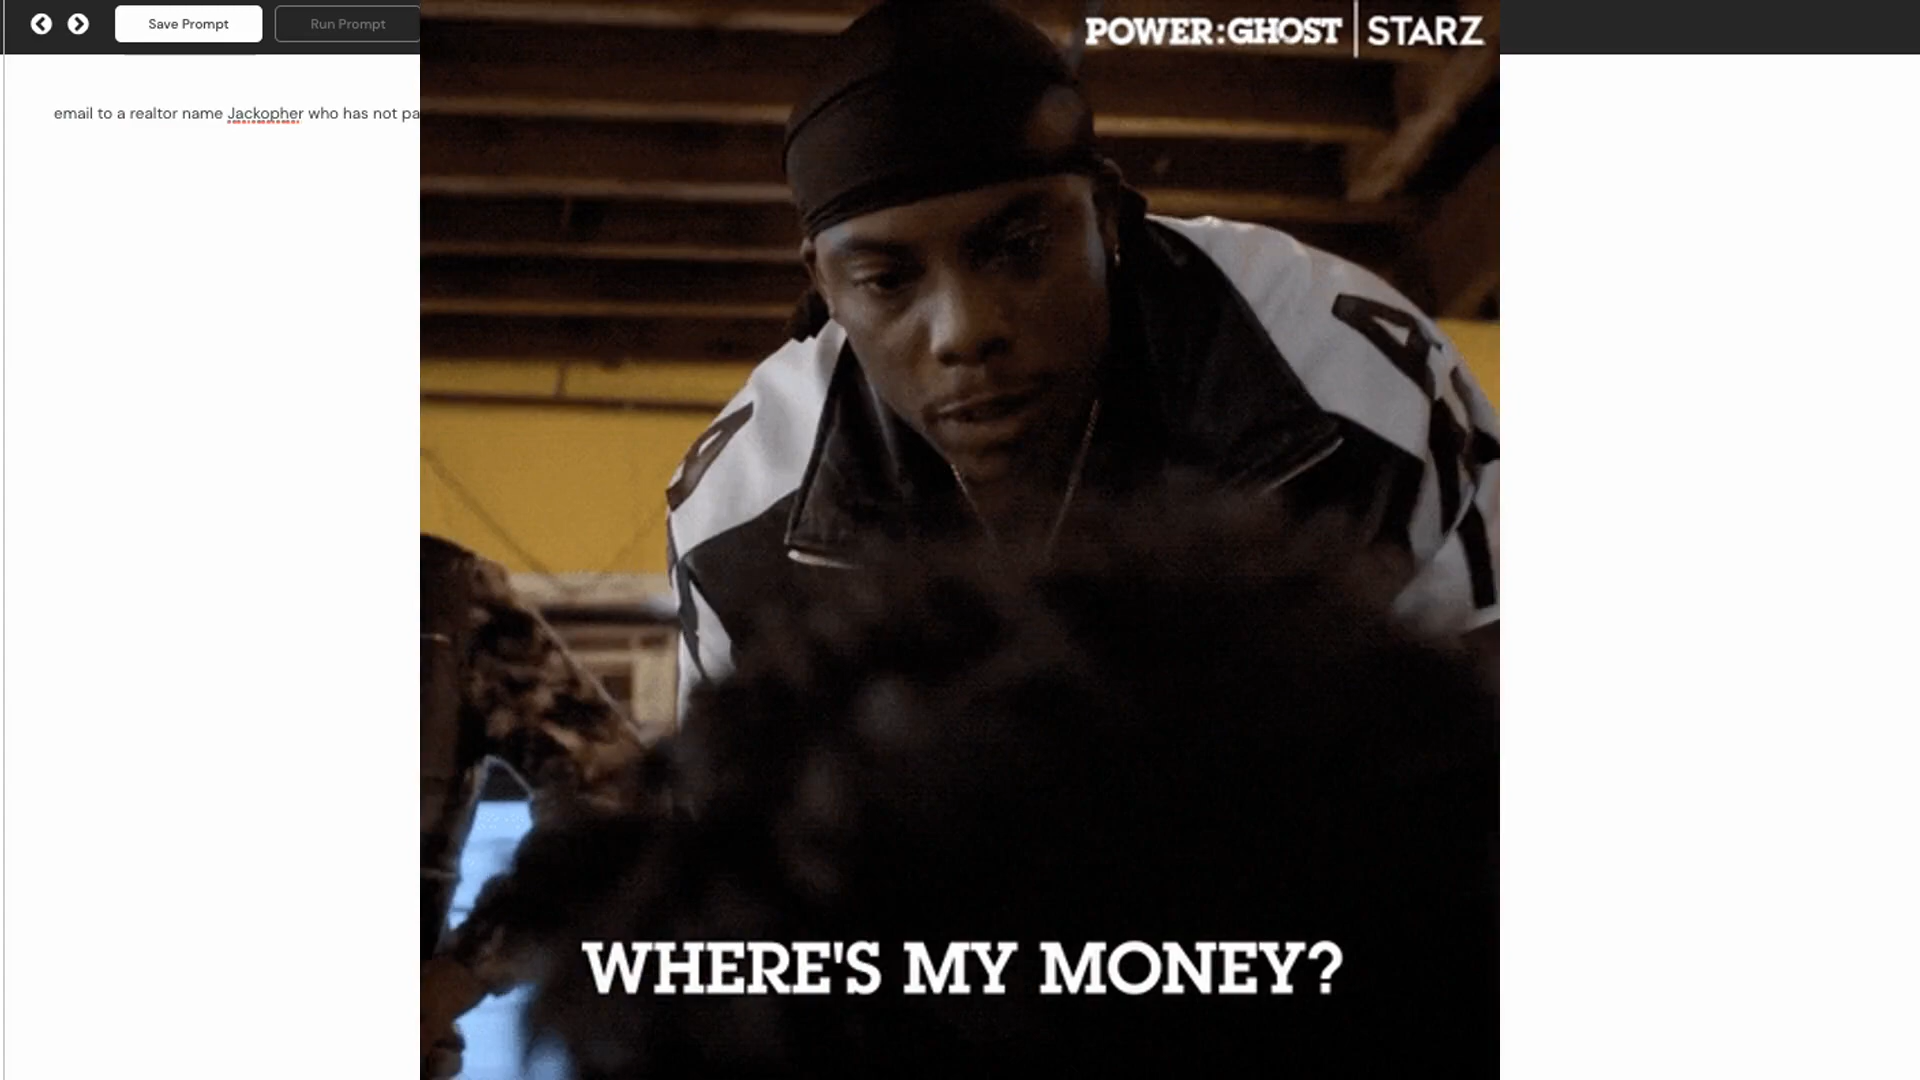 Save Prompt
Run Prompt
POWER:GHOST | STARZ
email to a realtor name Jackopher who has not pa
WHERE'S MY MONEY?